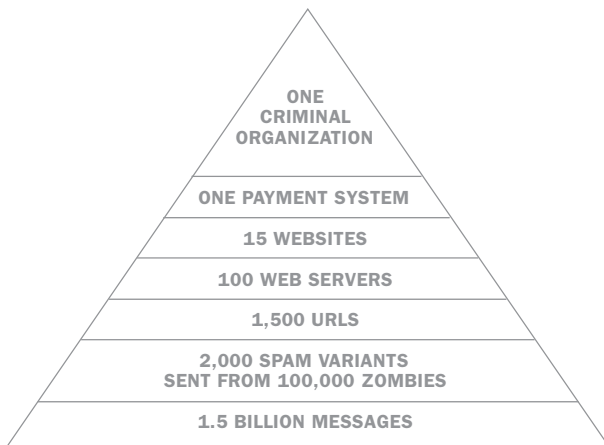 ONE
CRIMINAL
ORGANIZATION
ONE PAYMENT SYSTEM
15 WEBSITES
100 WEB SERVERS
1,500 URLS
2,000 SPAM VARIANTS
SENT FROM 100,000 ZOMBIES
1.5 BILLION MESSAGES